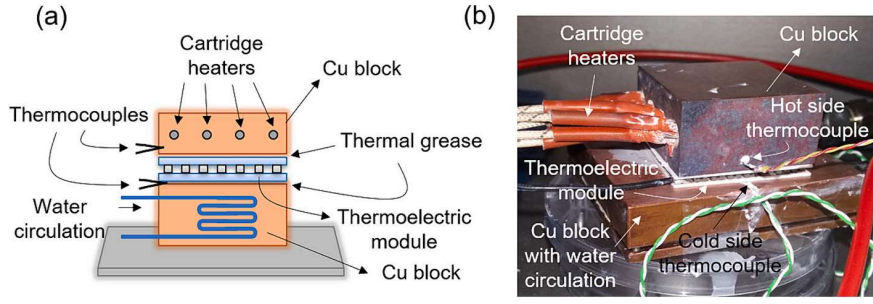 (a)
Cartridge
heaters
Cu block
Thermocouples
Thermal grease
Water
circulation
Thermoelectric
module
Cu block
(b)
Cartridge
heaters
Cu block
Hot side
thermocouple
Thermoelectric
module
Cu block
with water
circulation
Cold side
thermocouple